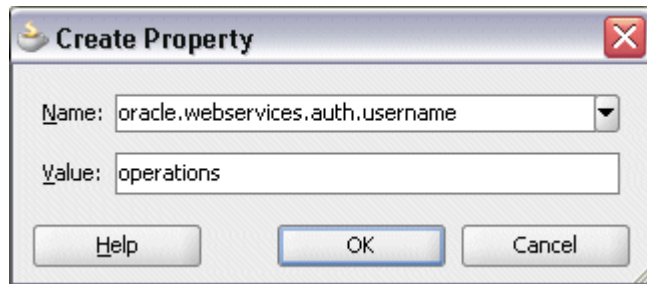 Create Property
Name: oracle.webservices.auth.username
Value: operations
Help OK Cancel